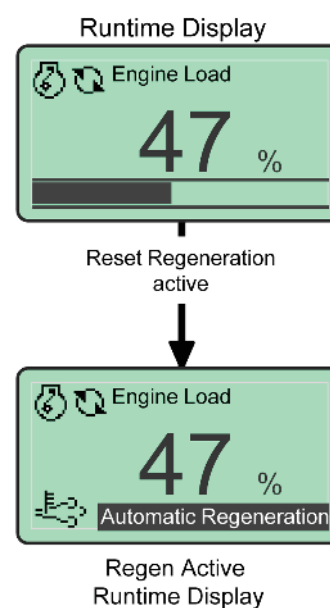 Runtime Display
Engine Load
47 %
Reset Regeneration
active
Engine Load
47 %
Automatic Regeneration
Regen Active
Runtime Display